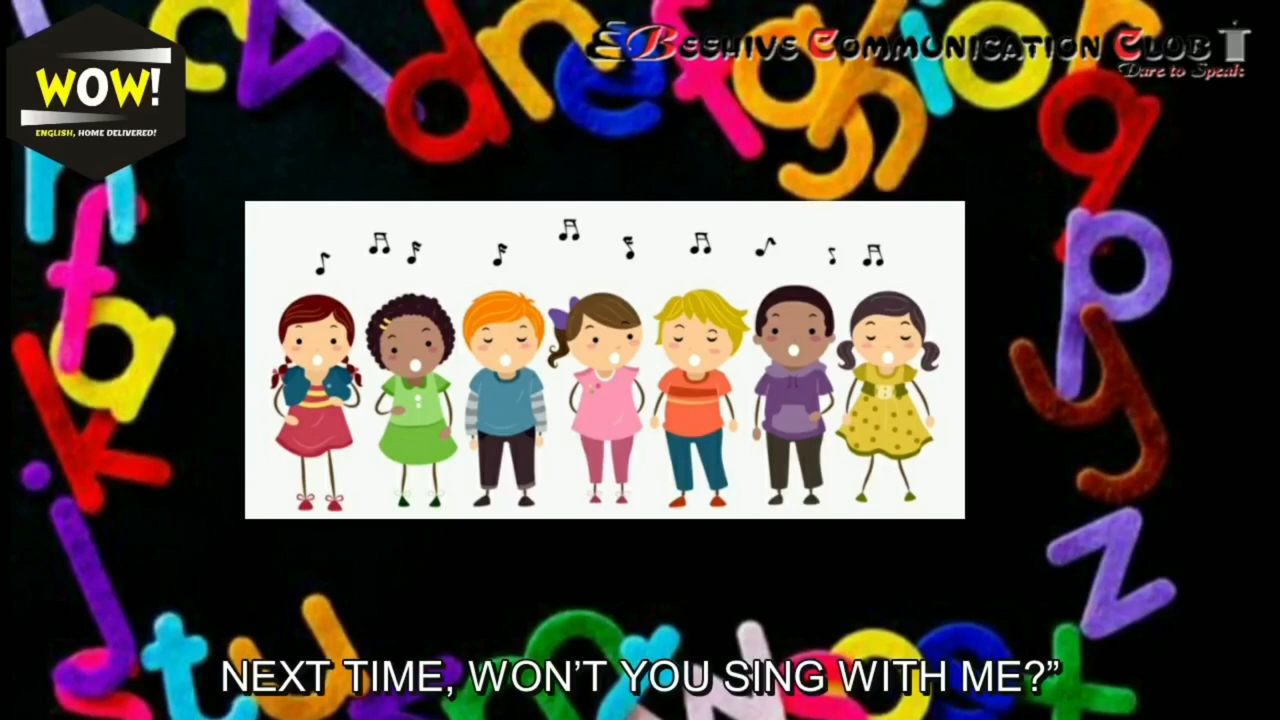 WOW!
ENGLISH, HOME DELIVERED!
BEEHIVE COMMUNICATION CLUB
Dare to Speak
NEXT TIME, WON’T YOU SING WITH ME?”